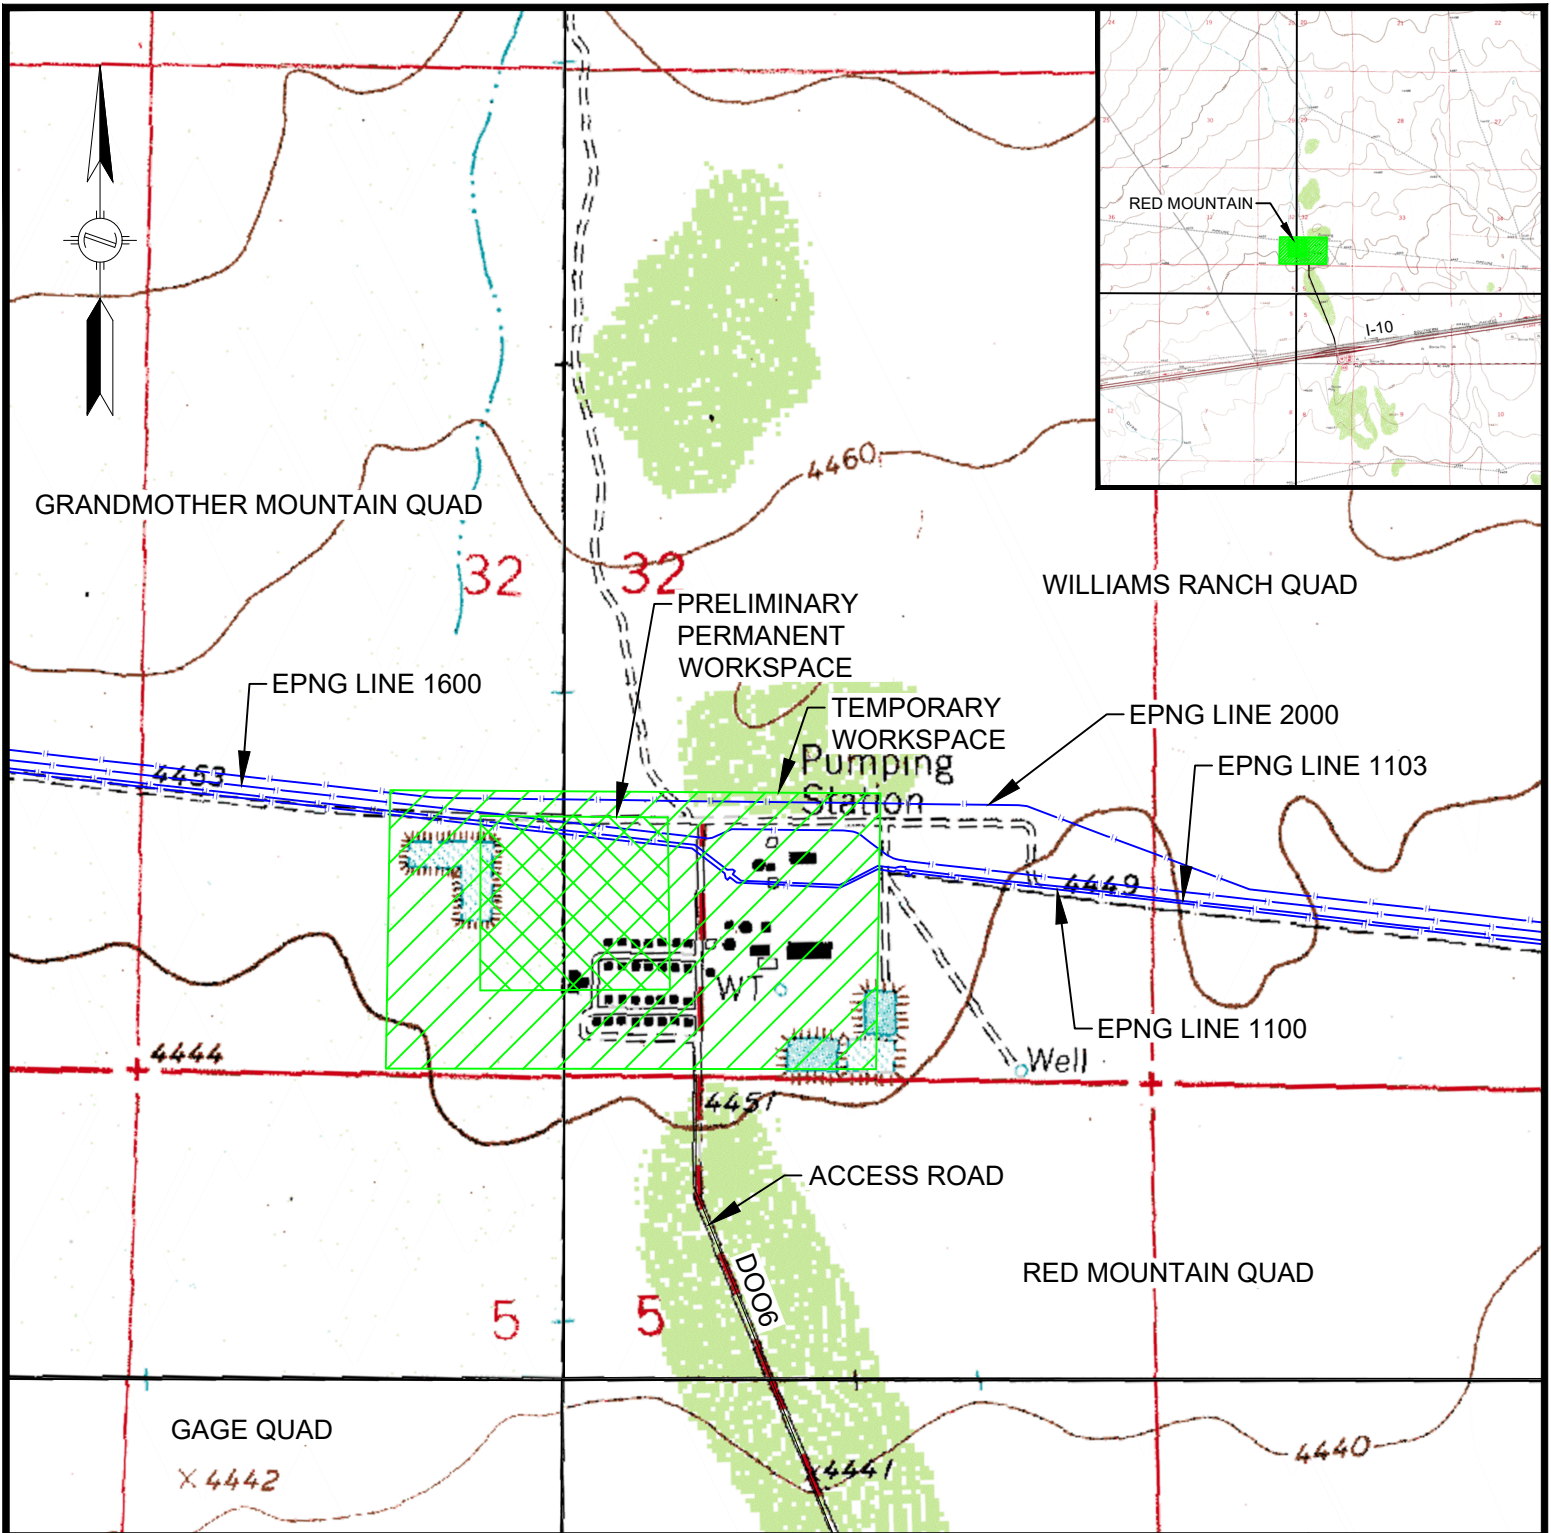 RED MOUNTAIN
I-10
4460
GRANDMOTHER MOUNTAIN QUAD
32
32
WILLIAMS RANCH QUAD
PRELIMINARY
PERMANENT
WORKSPACE
EPNG LINE 1600
TEMPORARY
WORKSPACE
EPNG LINE 2000
Pumping
Station
EPNG LINE 1103
4453
4449
WT
EPNG LINE 1100
4444
Well
4451
ACCESS ROAD
DOO6
RED MOUNTAIN QUAD
5
5
GAGE QUAD
4442
4441
4440